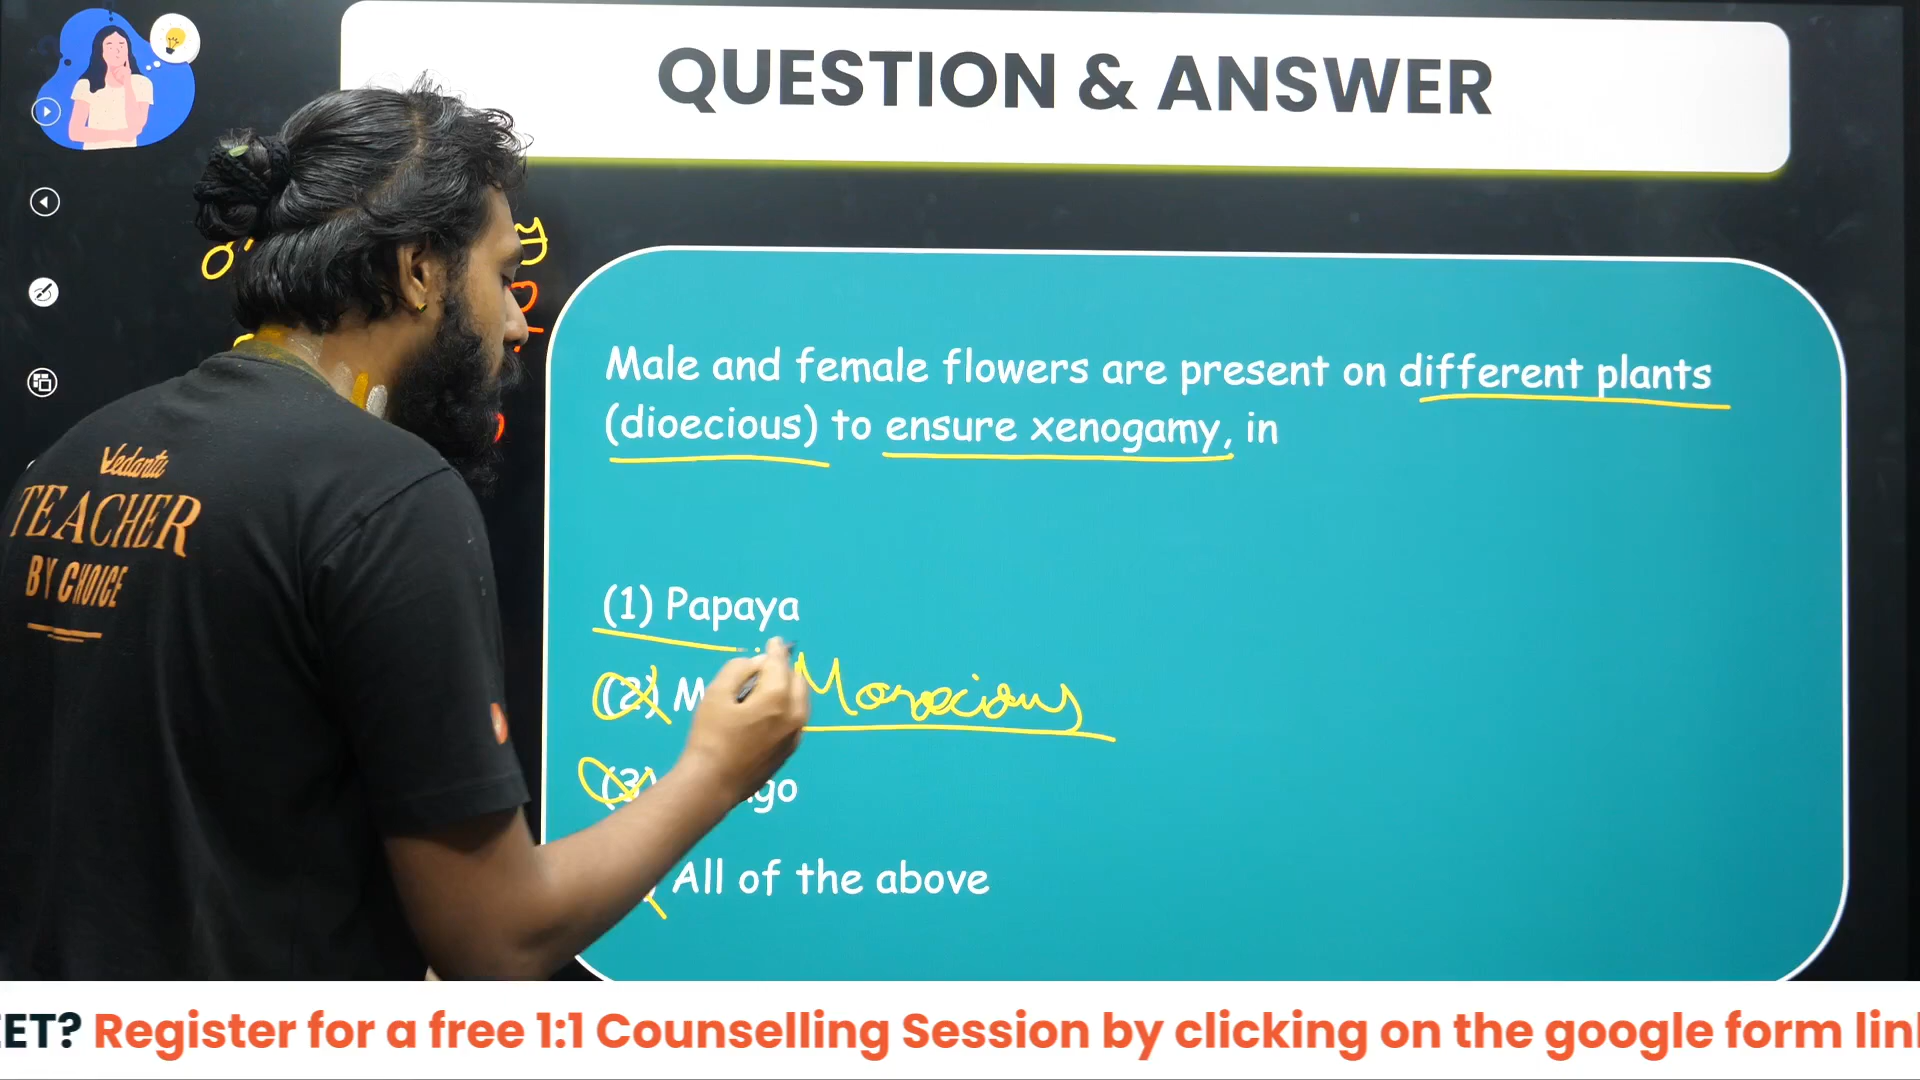 QUESTION & ANSWER
Male and female flowers are present on different plants
(dioecious) to ensure xenogamy, in
(1) Papaya
(2) Monoecious
(3)
All of the above
Vedantu
TEACHER
BY CHOICE
Register for a free 1:1 Counselling Session by clicking on the google form